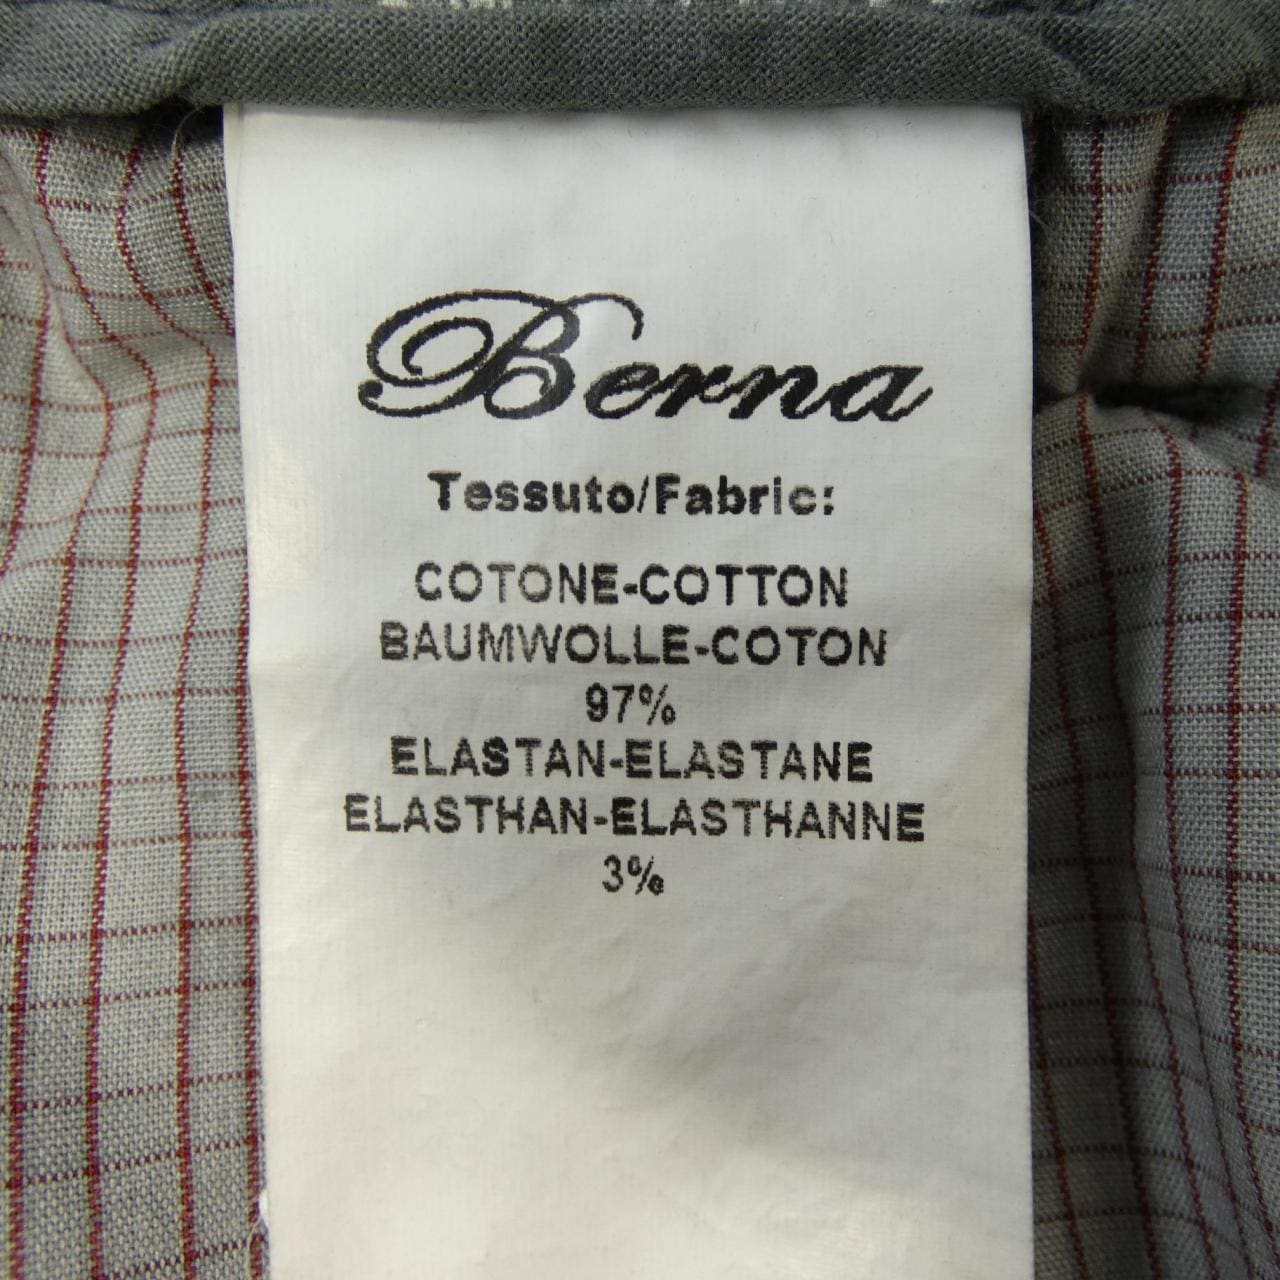 Berna
Tessuto/Fabric:
COTONE-COTTON
BAUMWOLLE-COTON
97%
ELASTAN-ELASTANE
ELASTHAN-ELASTHANNE
3%